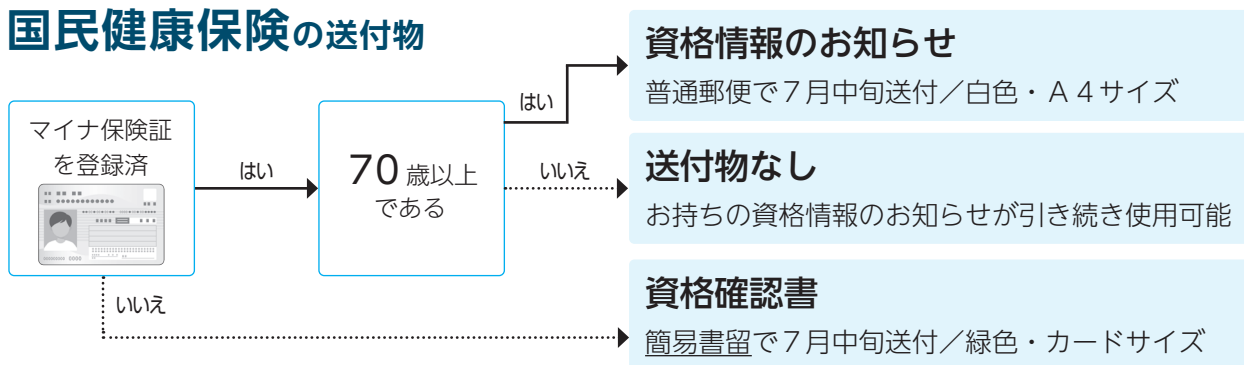 国民健康保険の送付物
マイナ保険証
を登録済
はい
いいえ
70歳以上
である
はい
いいえ
資格情報のお知らせ
普通郵便で７月中旬送付／白色・Ａ４サイズ
送付物なし
お持ちの資格情報のお知らせが引き続き使用可能
資格確認書
簡易書留で７月中旬送付／緑色・カードサイズ